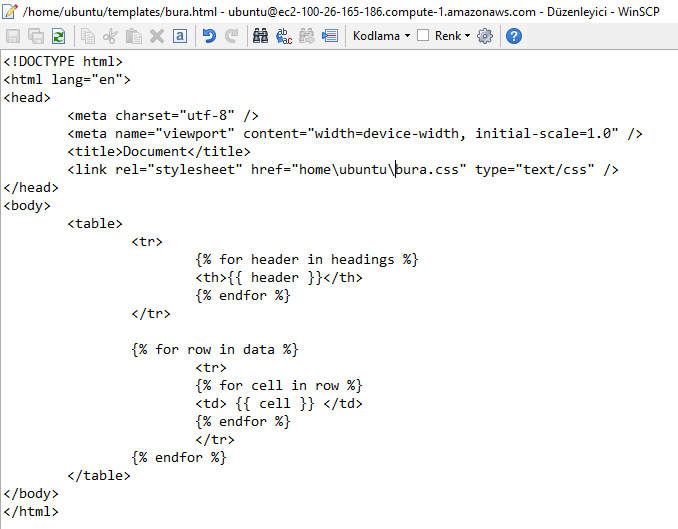 /home/ubuntu/templates/bura.html - ubuntu@ec2-100-26-165-186.compute-1.amazonaws.com - Düzenleyici - WinSCP
Kodlama Renk
<!DOCTYPE html>
<html lang="en">
<head>
	<meta charset="utf-8" />
	<meta name="viewport" content="width=device-width, initial-scale=1.0" />
	<title>Document</title>
	<link rel="stylesheet" href="home\ubuntu\bura.css" type="text/css" />
</head>
<body>
	<table>
		<tr>
			{% for header in headings %}
			<th>{{ header }}</th>
			{% endfor %}
		</tr>

		{% for row in data %}
			<tr>
			{% for cell in row %}
			<td> {{ cell }} </td>
			{% endfor %}
			</tr>
		{% endfor %}
	</table>
</body>
</html>